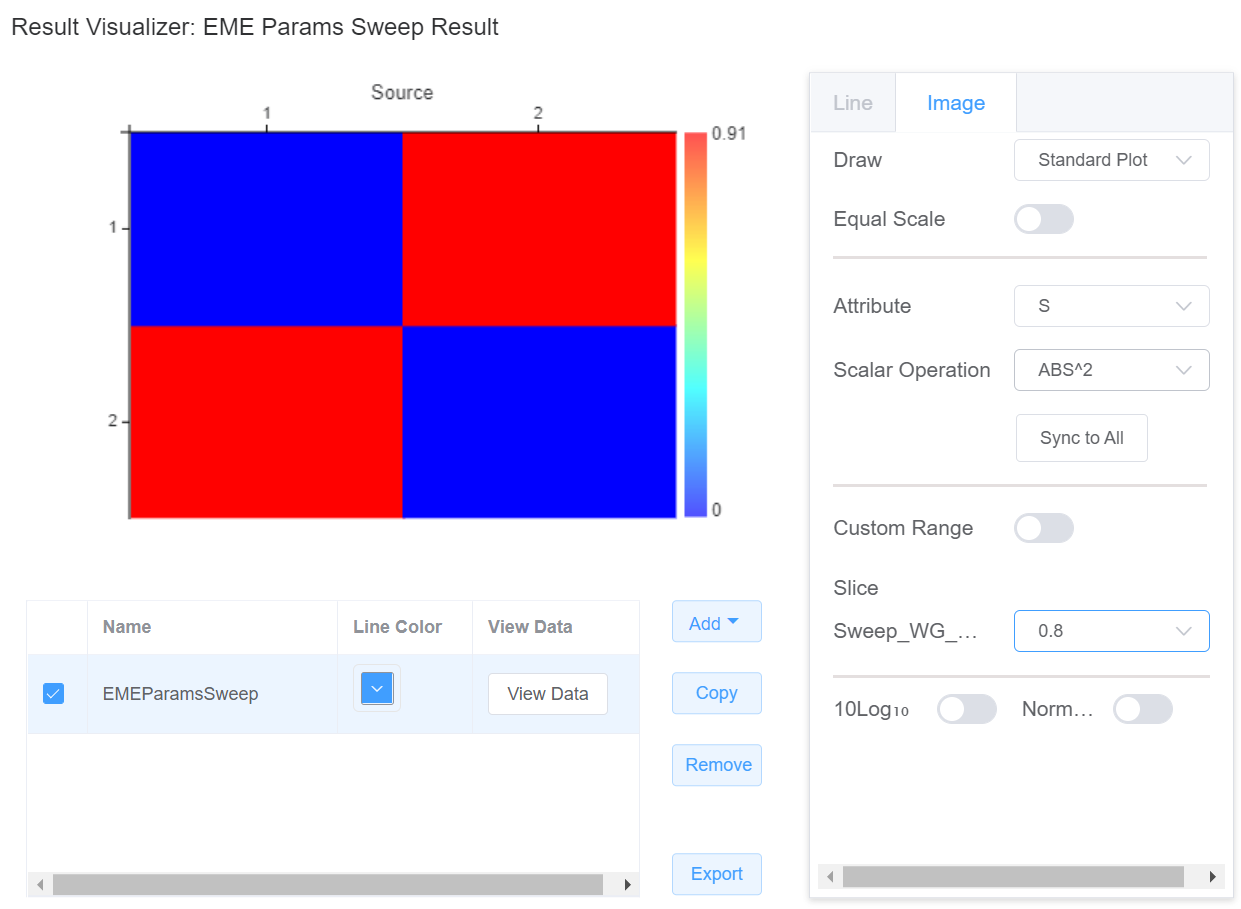 Result Visualizer: EME Params Sweep Result
Source
1
2
1
2
0.91
0
Line
Image
Draw
Standard Plot
Equal Scale
Attribute
S
Scalar Operation
ABS^2
Sync to All
Custom Range
Slice
Sweep_WG_...
0.8
10Log₁₀
Norm...
Name
Line Color
View Data
EMEParamsSweep
View Data
Add
Copy
Remove
Export